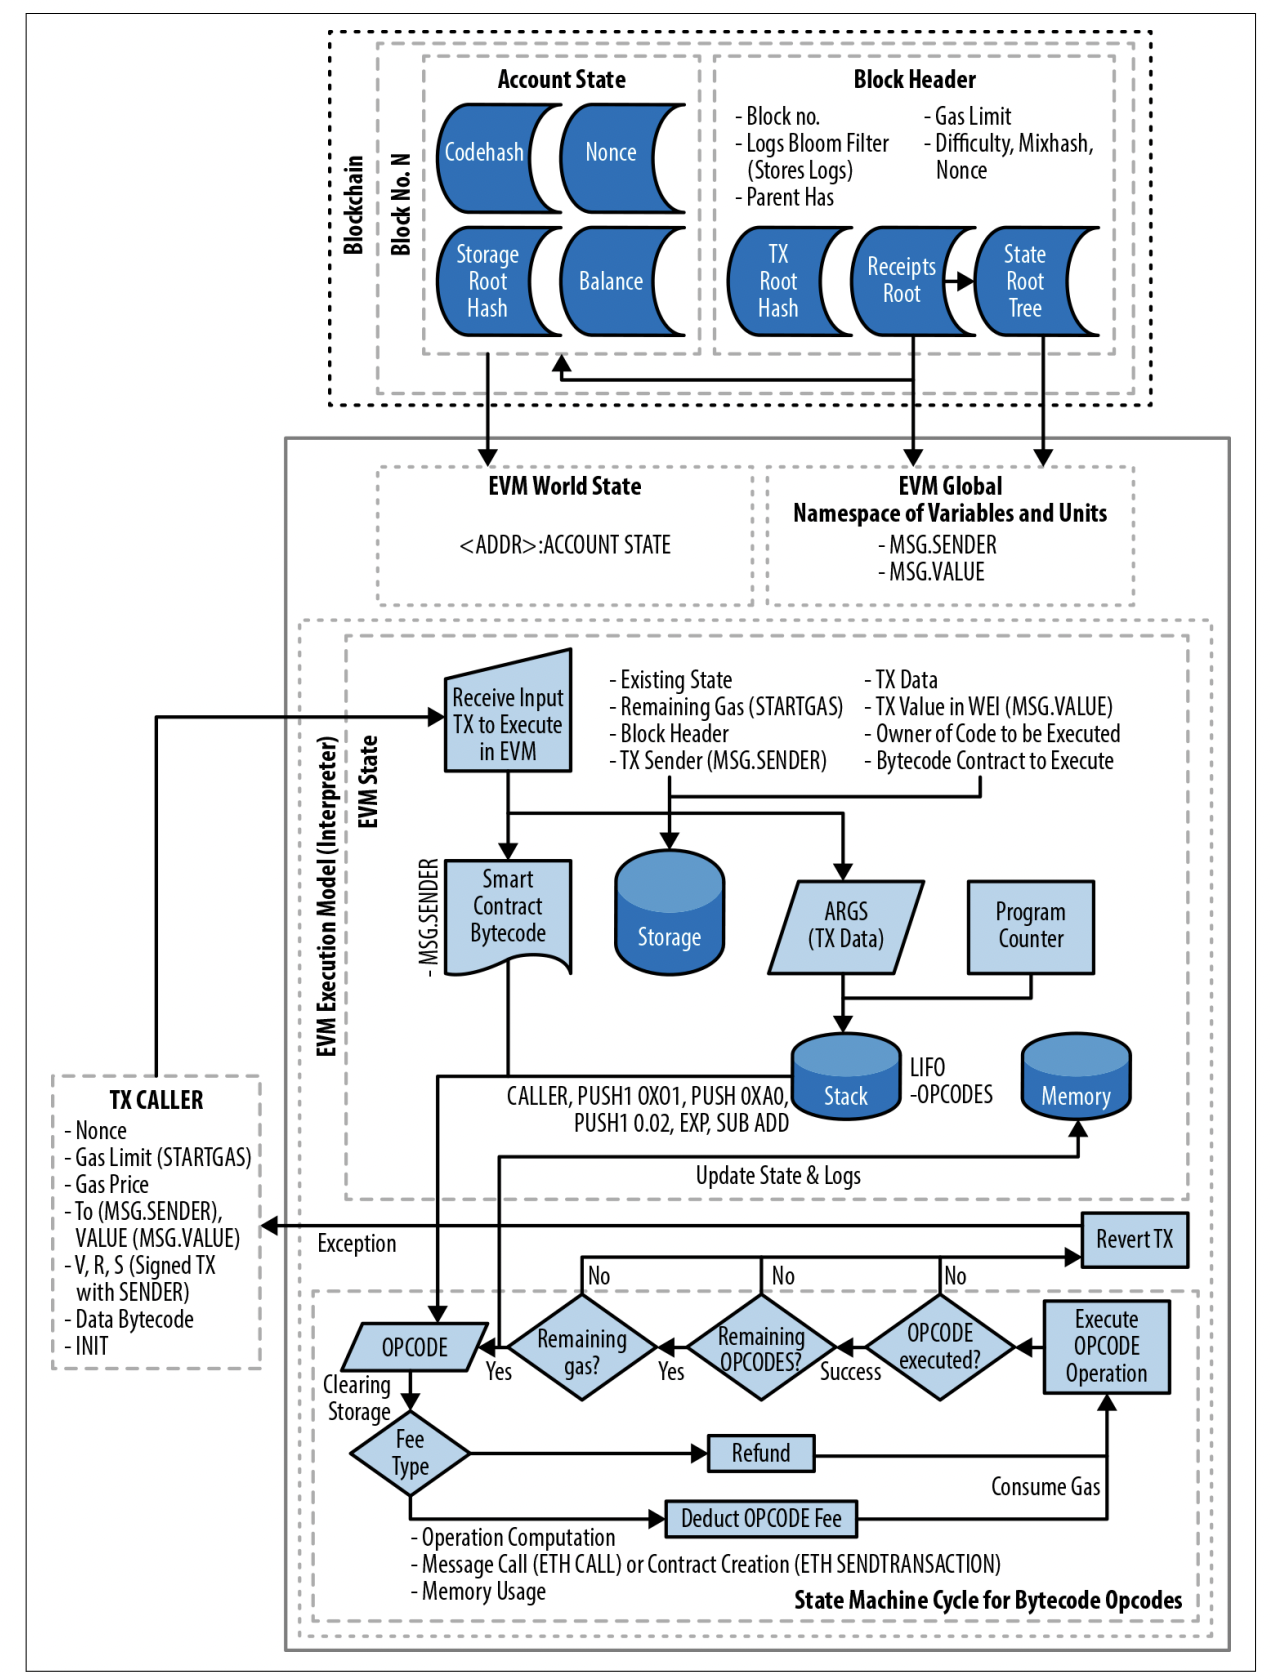 Blockchain
Block No. N
Account State
Codehash
Nonce
Storage
Root
Hash
Balance
Block Header
- Block no.
- Logs Bloom Filter
(Stores Logs)
- Parent Has
- Gas Limit
- Difficulty, Mixhash,
Nonce
TX
Root
Hash
Receipts
Root
State
Root
Tree
EVM World State
<ADDR>:ACCOUNT STATE
EVM Global
Namespace of Variables and Units
- MSG.SENDER
- MSG.VALUE
EVM Execution Model (Interpreter)
EVM State
Receive Input
TX to Execute
in EVM
- Existing State
- Remaining Gas (STARTGAS)
- Block Header
- TX Sender (MSG.SENDER)
- TX Data
- TX Value in WEI (MSG.VALUE)
- Owner of Code to be Executed
- Bytecode Contract to Execute
- MSG.SENDER
Smart
Contract
Bytecode
Storage
ARGS
(TX Data)
Program
Counter
CALLER, PUSH1 0X01, PUSH 0XA0,
PUSH1 0.02, EXP, SUB ADD
Stack
LIFO
-OPCODES
Memory
Update State & Logs
TX CALLER
- Nonce
- Gas Limit (STARTGAS)
- Gas Price
- To (MSG.SENDER),
VALUE (MSG.VALUE)
- V, R, S (Signed TX
with SENDER)
- Data Bytecode
- INIT
Exception
Revert TX
No
No
No
OPCODE
Yes
Remaining
gas?
Yes
Remaining
OPCODES?
Success
OPCODE
executed?
Execute
OPCODE
Operation
Clearing
Storage
Fee
Type
Refund
Consume Gas
Deduct OPCODE Fee
- Operation Computation
- Message Call (ETH CALL) or Contract Creation (ETH SENDTRANSACTION)
- Memory Usage
State Machine Cycle for Bytecode Opcodes